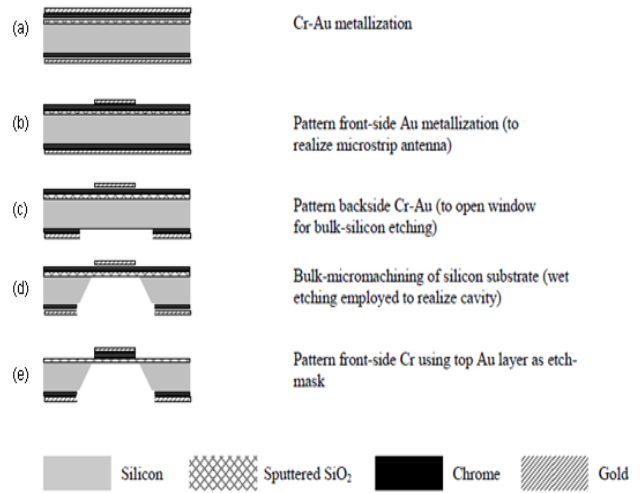 (a) Cr-Au metallization
(b) Pattern front-side Au metallization (to
realize microstrip antenna)
(c) Pattern backside Cr-Au (to open window
for bulk-silicon etching)
(d) Bulk-micromachining of silicon substrate (wet
etching employed to realize cavity)
(e) Pattern front-side Cr using top Au layer as etch-
mask
Silicon Sputtered SiO₂ Chrome Gold